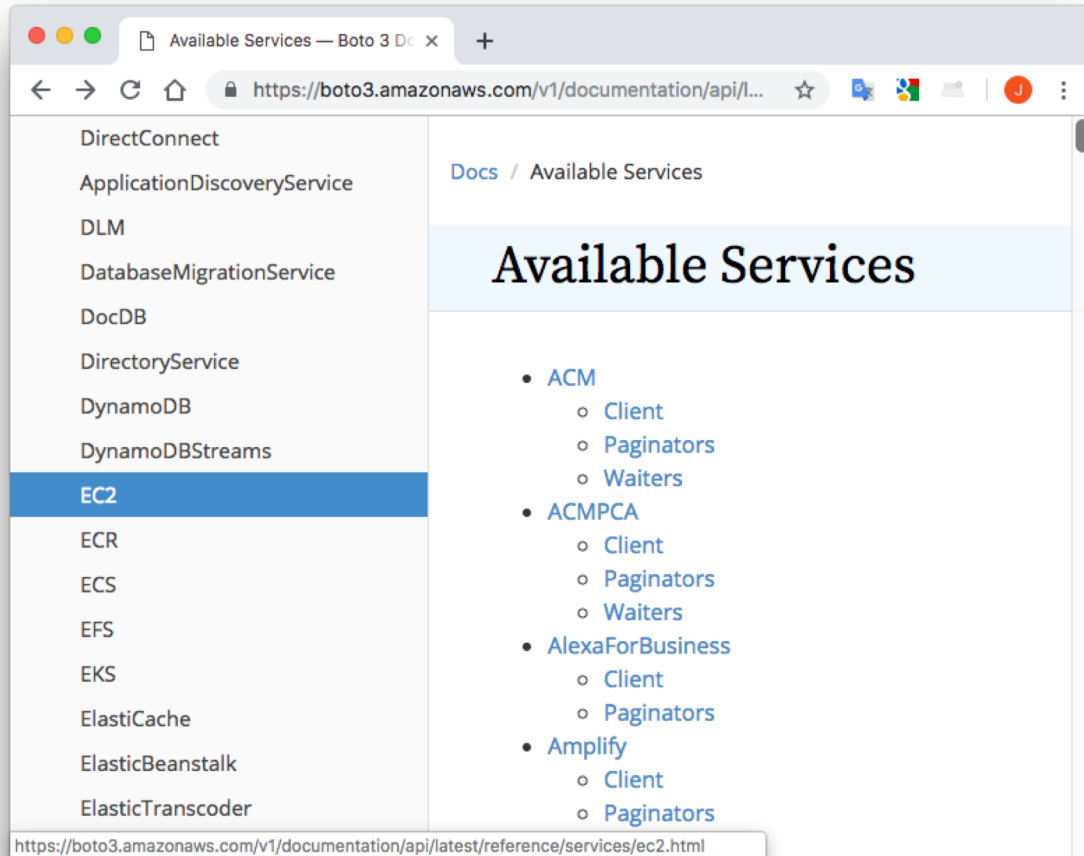 Available Services — Boto 3 Do
https://boto3.amazonaws.com/v1/documentation/api/l...
J
DirectConnect
ApplicationDiscoveryService
DLM
DatabaseMigrationService
DocDB
DirectoryService
DynamoDB
DynamoDBStreams
EC2
ECR
ECS
EFS
EKS
ElastiCache
ElasticBeanstalk
ElasticTranscoder
Docs / Available Services
Available Services
ACM
Client
Paginators
Waiters
ACMPCA
Client
Paginators
Waiters
AlexaForBusiness
Client
Paginators
Amplify
Client
Paginators
https://boto3.amazonaws.com/v1/documentation/api/latest/reference/services/ec2.html